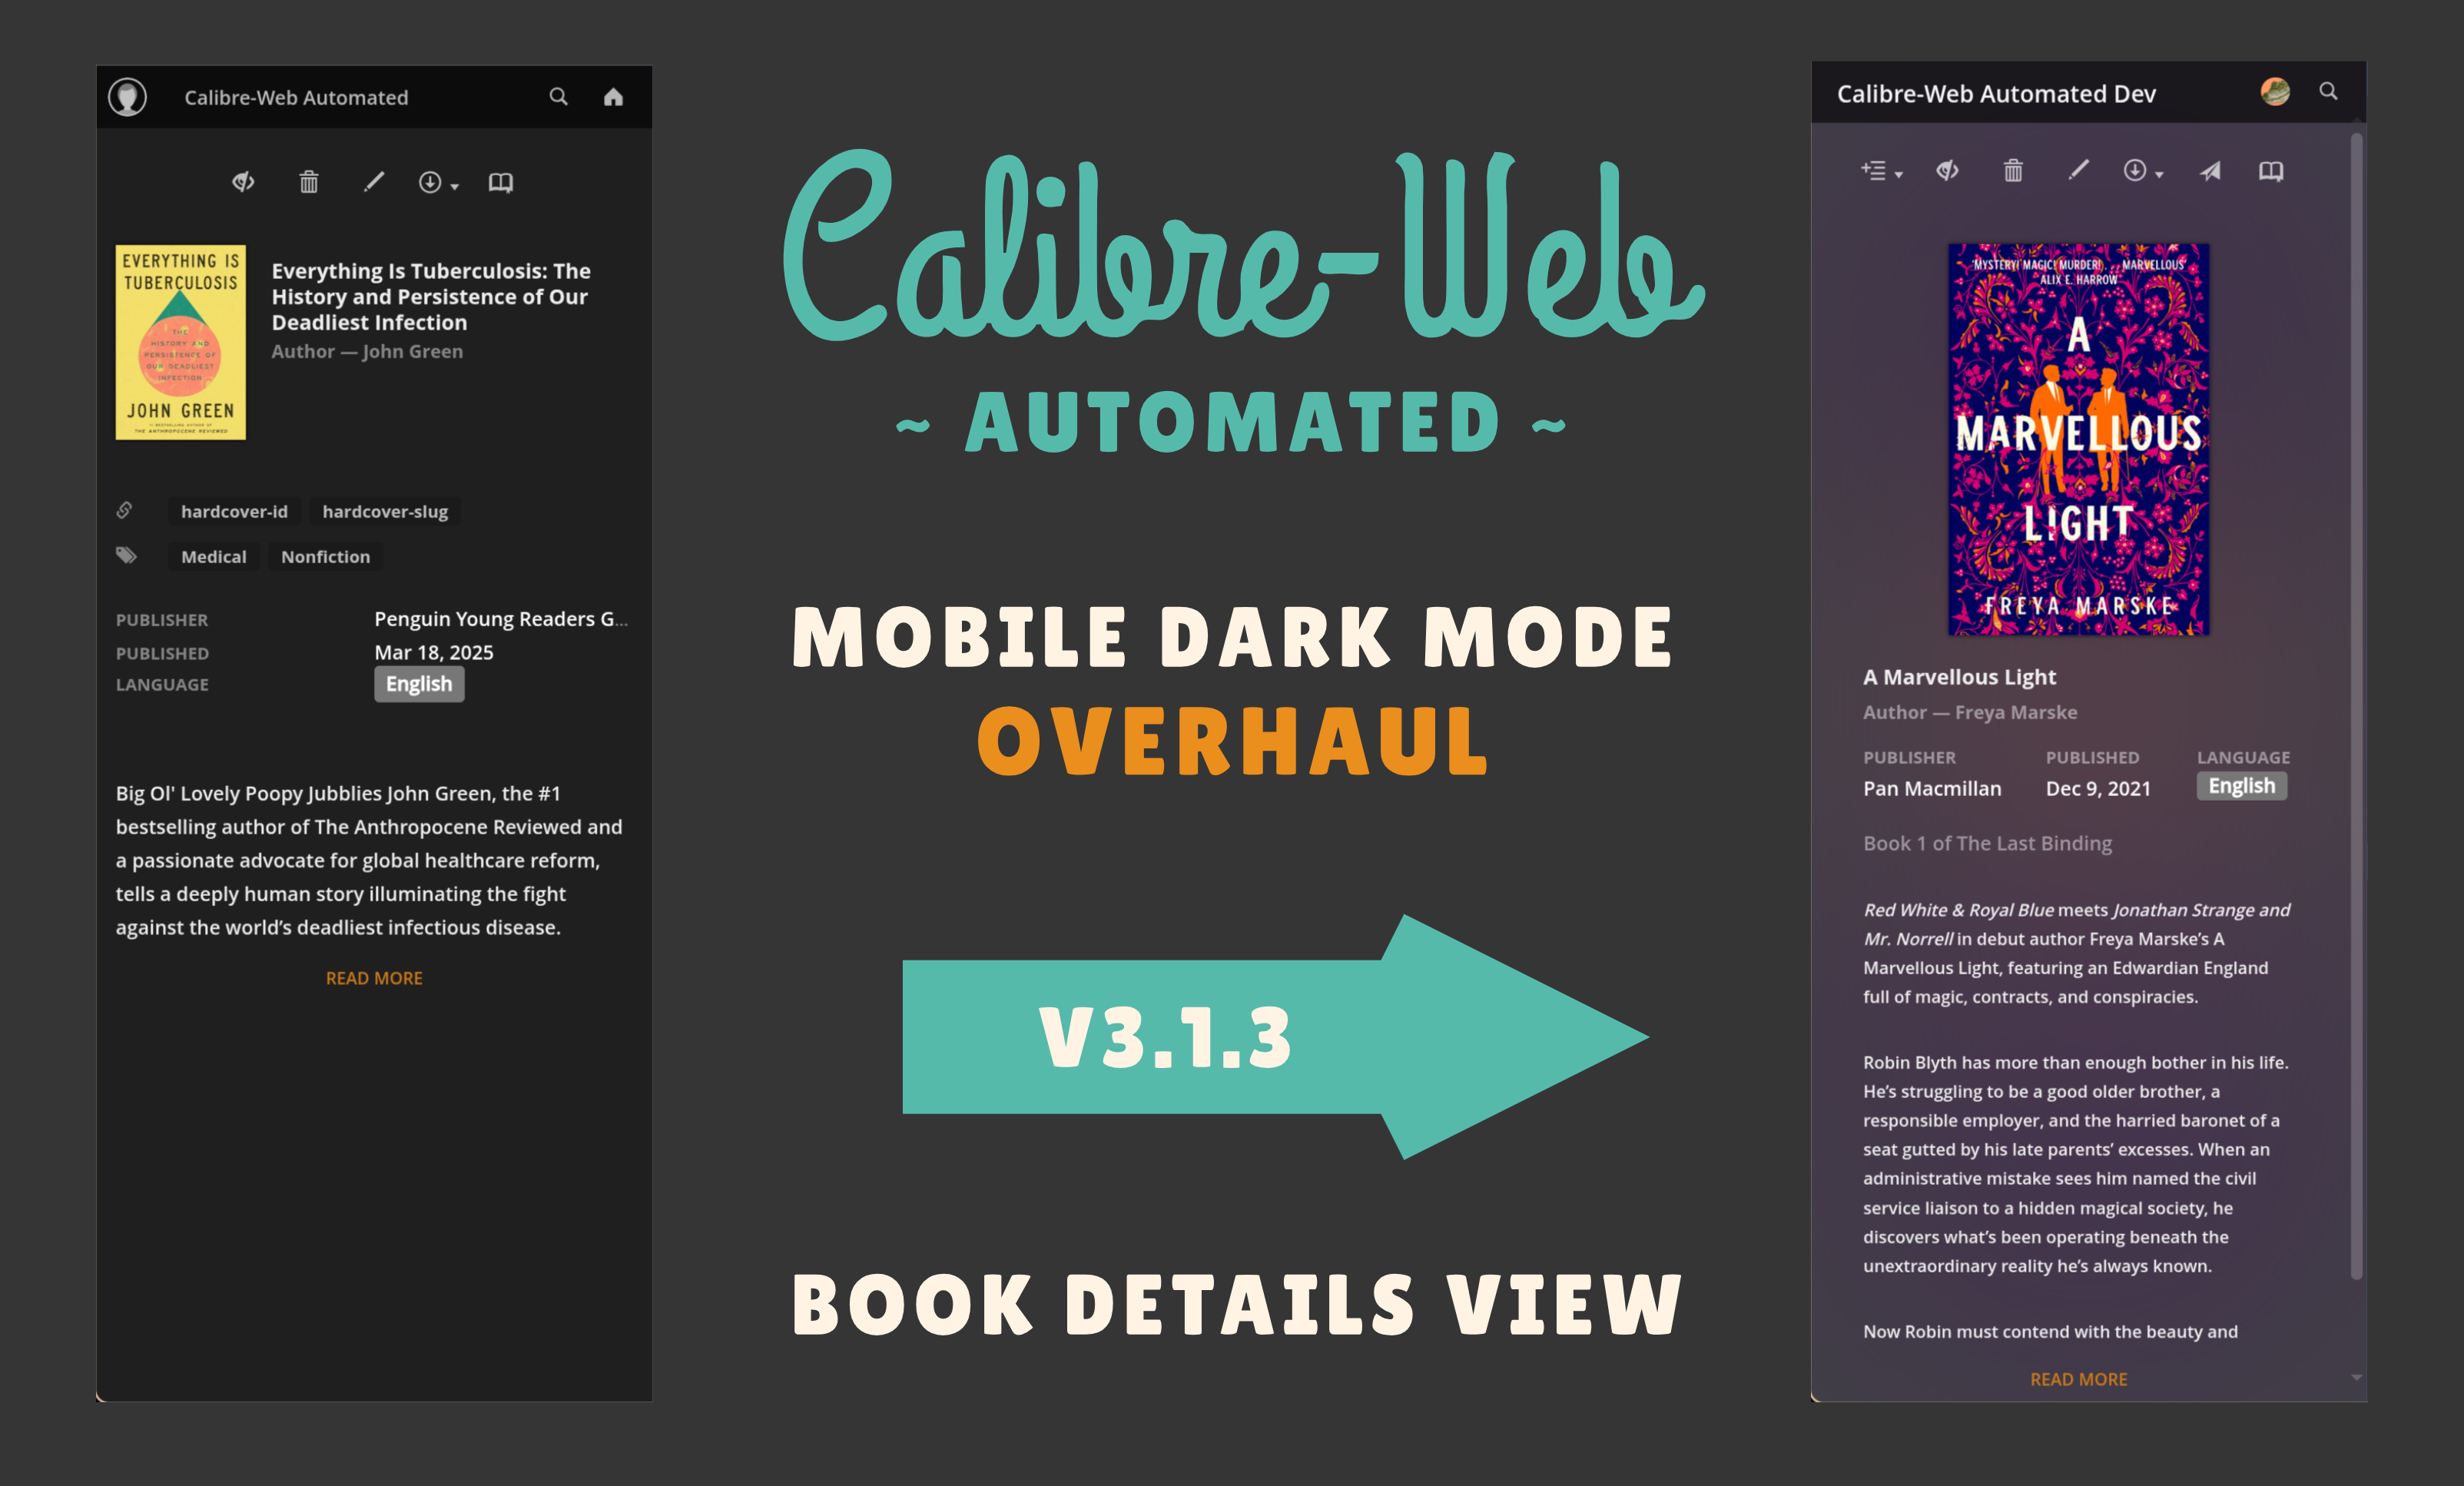 Calibre-Web Automated
EVERYTHING IS
TUBERCULOSIS
THE
HISTORY AND
PERSISTENCE OF
OUR DEADLIEST
INFECTION
JOHN GREEN
— BESTSELLING AUTHOR OF
THE ANTHROPOCENE REVIEWED
Everything Is Tuberculosis: The
History and Persistence of Our
Deadliest Infection
Author — John Green
hardcover-id hardcover-slug
Medical Nonfiction
PUBLISHER Penguin Young Readers G...
PUBLISHED Mar 18, 2025
LANGUAGE English
Big Ol' Lovely Poopy Jubblies John Green, the #1
bestselling author of The Anthropocene Reviewed and
a passionate advocate for global healthcare reform,
tells a deeply human story illuminating the fight
against the world’s deadliest infectious disease.
READ MORE
Calibre-Web
~ AUTOMATED ~
MOBILE DARK MODE
OVERHAUL
V3.1.3
BOOK DETAILS VIEW
Calibre-Web Automated Dev
'MYSTERY! MAGIC! MURDER! . . . MARVELLOUS'
ALIX E. HARROW
A
MARVELLOUS
LIGHT
FREYA MARSKE
A Marvellous Light
Author — Freya Marske
PUBLISHER PUBLISHED LANGUAGE
Pan Macmillan Dec 9, 2021 English
Book 1 of The Last Binding
Red White & Royal Blue meets Jonathan Strange and
Mr. Norrell in debut author Freya Marske’s A
Marvellous Light, featuring an Edwardian England
full of magic, contracts, and conspiracies.
Robin Blyth has more than enough bother in his life.
He’s struggling to be a good older brother, a
responsible employer, and the harried baronet of a
seat gutted by his late parents’ excesses. When an
administrative mistake sees him named the civil
service liaison to a hidden magical society, he
discovers what’s been operating beneath the
unextraordinary reality he’s always known.
Now Robin must contend with the beauty and
READ MORE